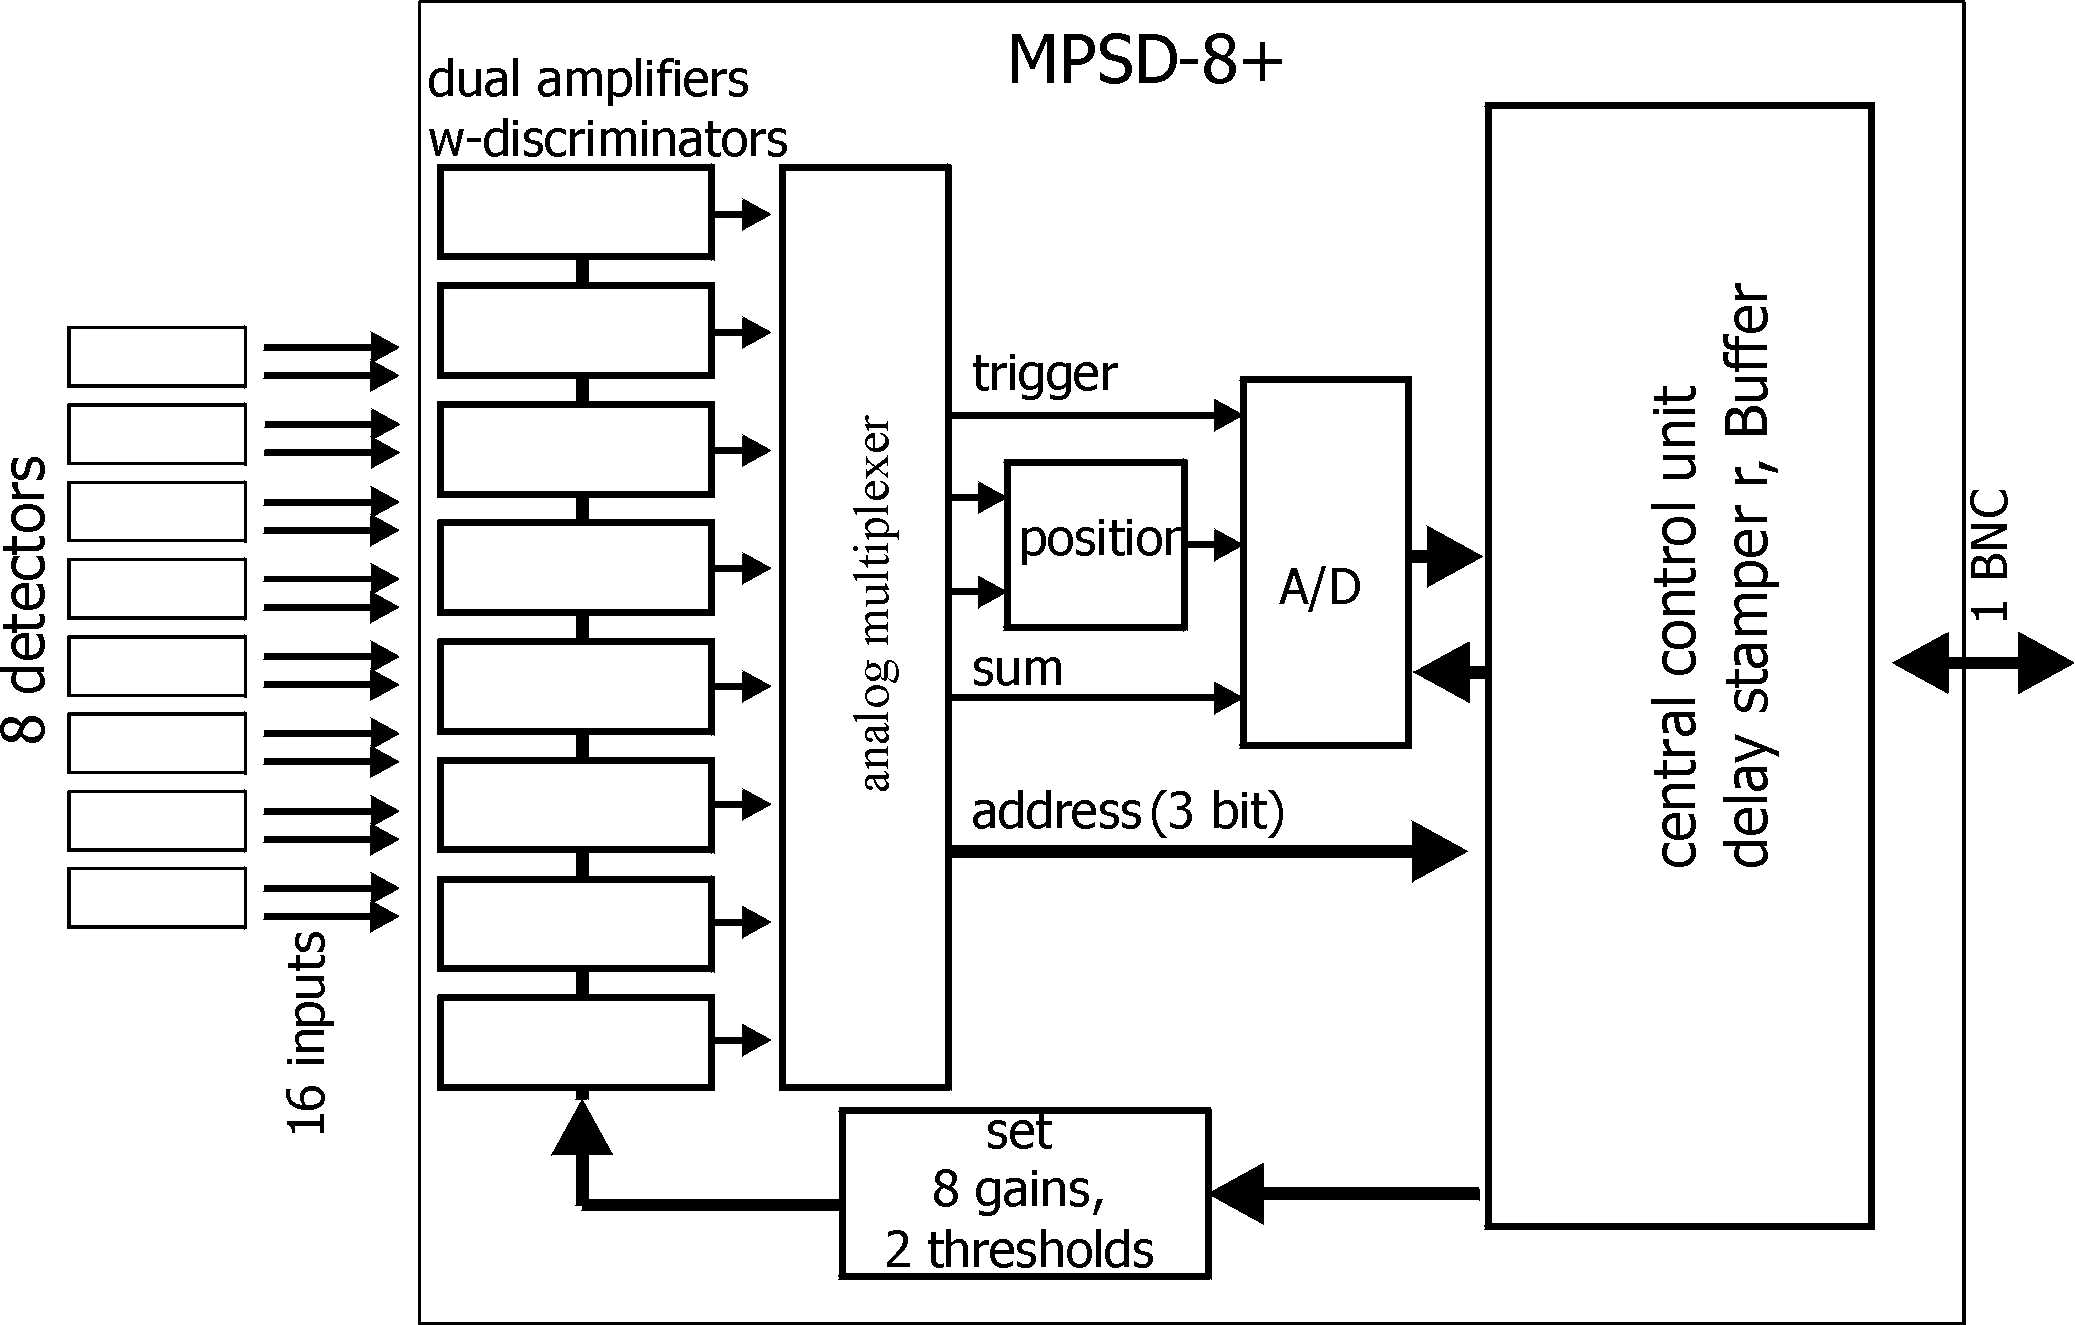 MPSD-8+
dual amplifiers
w-discriminators
8 detectors
16 inputs
analog multiplexer
trigger
position
sum
address (3 bit)
A/D
central control unit
delay stamper r, Buffer
1 BNC
set
8 gains,
2 thresholds